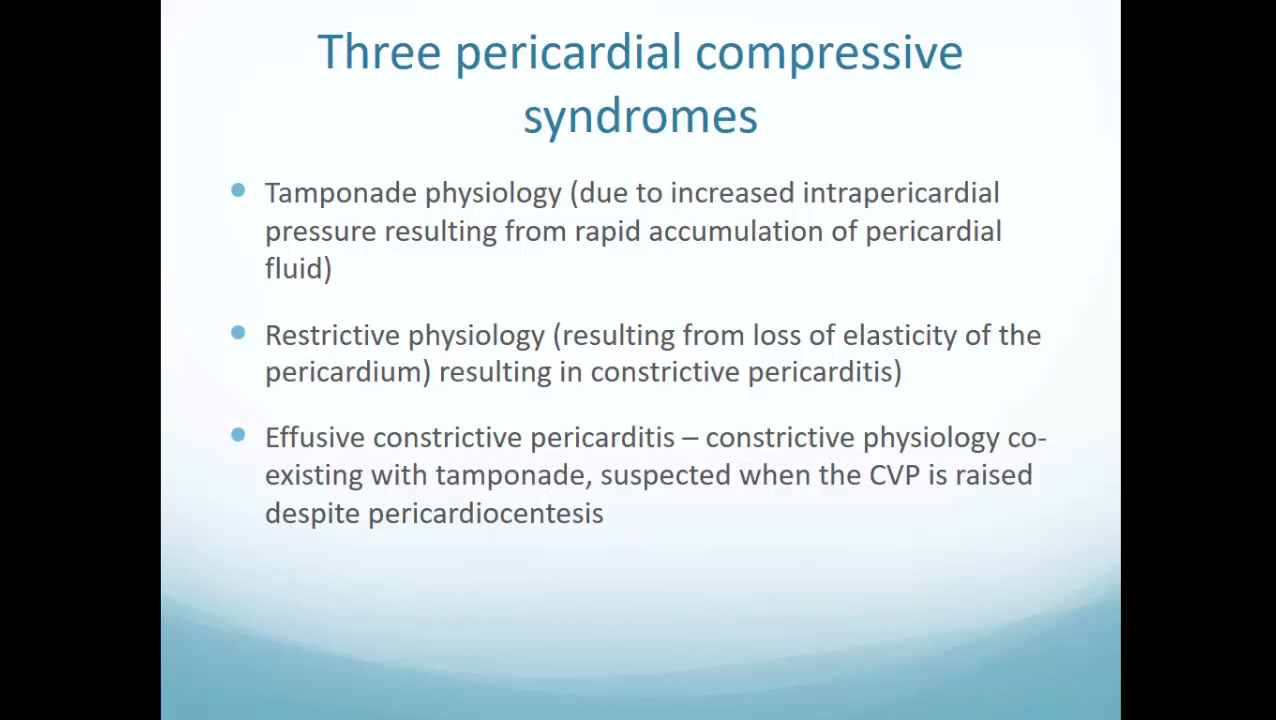 Three pericardial compressive
syndromes
Tamponade physiology (due to increased intrapericardial
pressure resulting from rapid accumulation of pericardial
fluid)
Restrictive physiology (resulting from loss of elasticity of the
pericardium) resulting in constrictive pericarditis)
Effusive constrictive pericarditis – constrictive physiology co-
existing with tamponade, suspected when the CVP is raised
despite pericardiocentesis